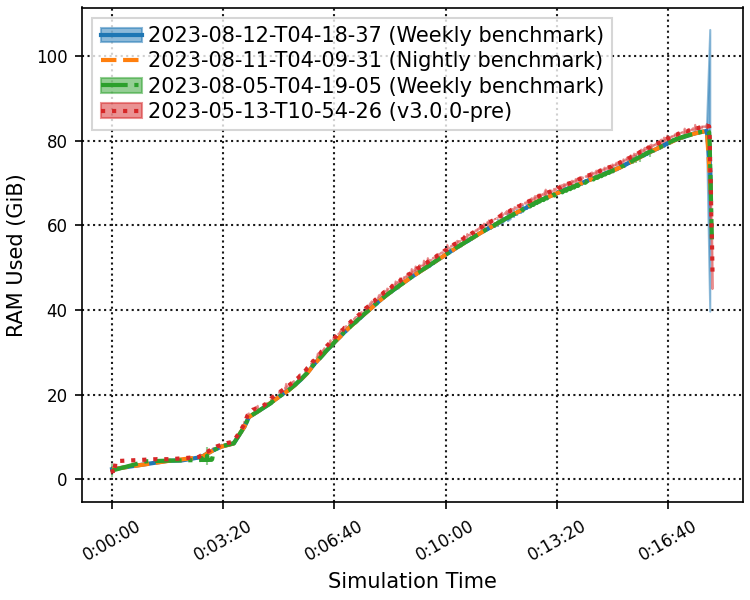 2023-08-12-T04-18-37 (Weekly benchmark)
2023-08-11-T04-09-31 (Nightly benchmark)
2023-08-05-T04-19-05 (Weekly benchmark)
2023-05-13-T10-54-26 (v3.0.0-pre)
RAM Used (GiB)
100
80
60
40
20
0
0:00:00
0:03:20
0:06:40
0:10:00
0:13:20
0:16:40
Simulation Time